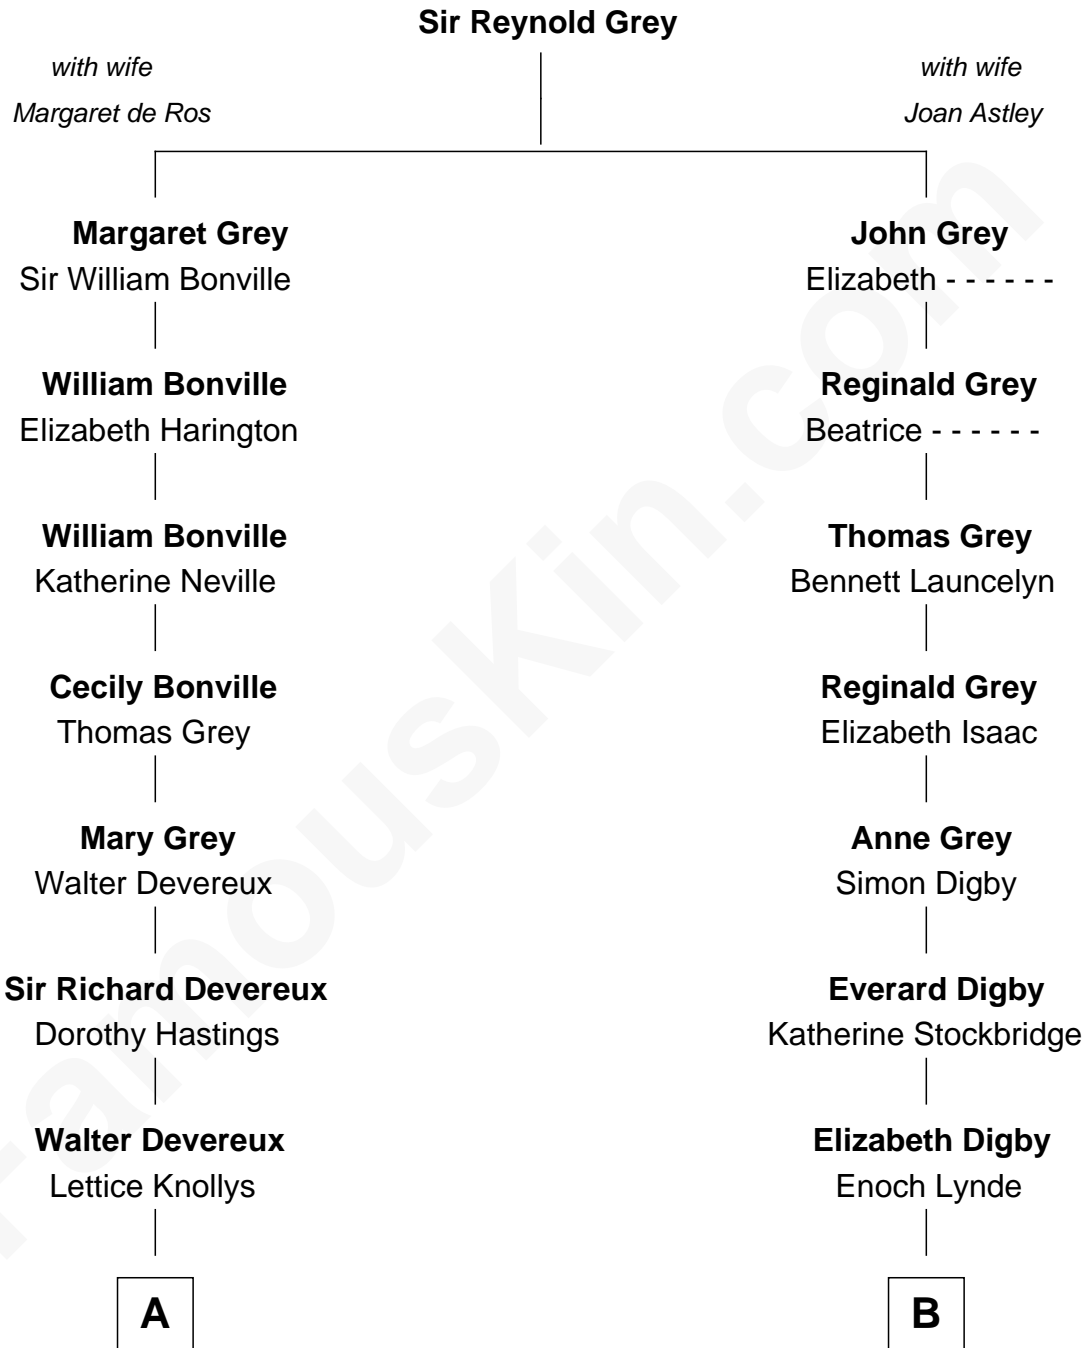 Sir Reynold Grey
with wife
Margaret de Ros
with wife
Joan Astley
Margaret Grey
Sir William Bonville
John Grey
Elizabeth - - - - - -
William Bonville
Elizabeth Harington
Reginald Grey
Beatrice - - - - - -
William Bonville
Katherine Neville
Thomas Grey
Bennett Launcelyn
Cecily Bonville
Thomas Grey
Reginald Grey
Elizabeth Isaac
Mary Grey
Walter Devereux
Anne Grey
Simon Digby
Sir Richard Devereux
Dorothy Hastings
Everard Digby
Katherine Stockbridge
Walter Devereux
Lettice Knollys
Elizabeth Digby
Enoch Lynde
A
B
FamousKin.com